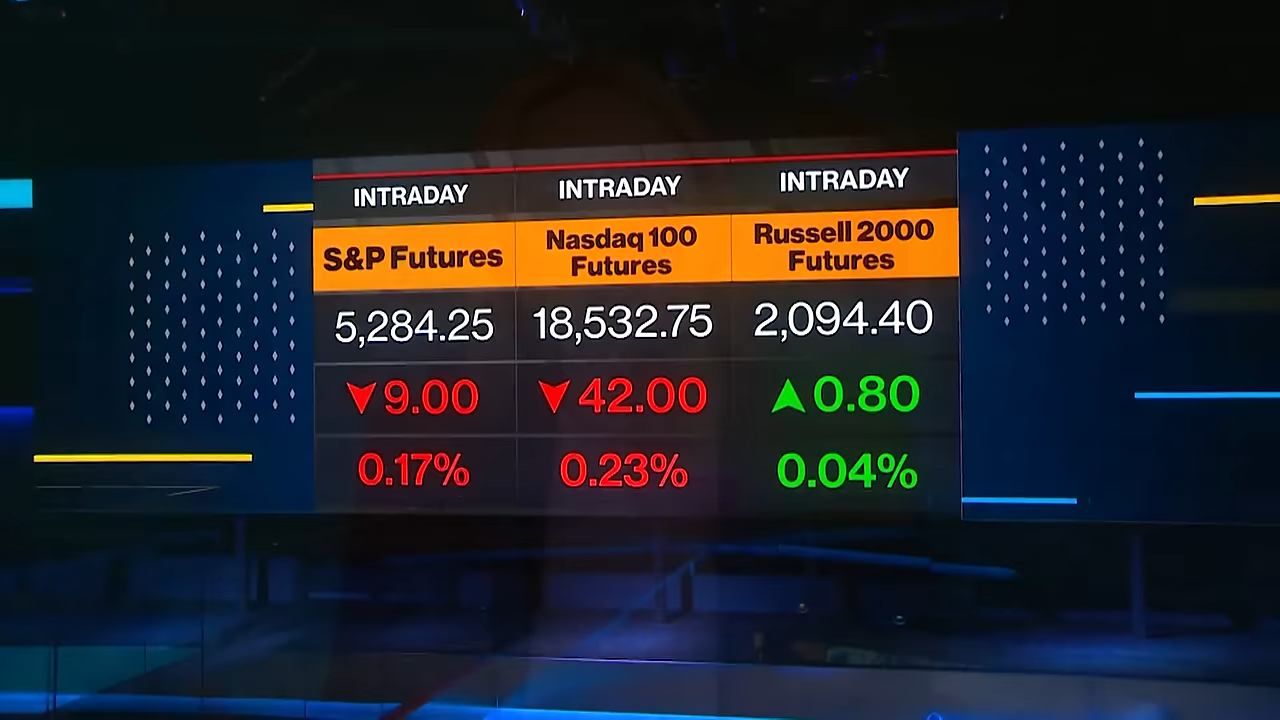 INTRADAY INTRADAY INTRADAY
S&P Futures
Nasdaq 100
Futures
Russell 2000
Futures
5,284.25 18,532.75 2,094.40
▼9.00 ▼42.00 ▲0.80
0.17% 0.23% 0.04%